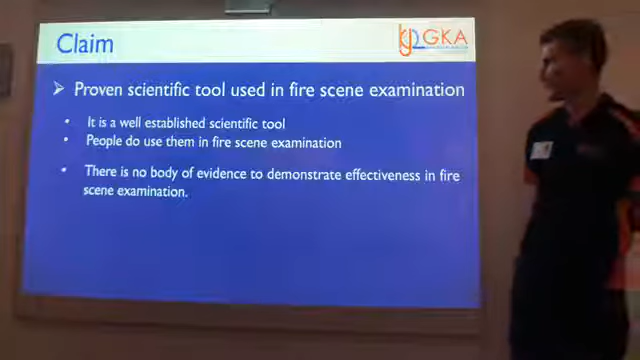 Claim
GKA
Proven scientific tool used in fire scene examination
It is a well established scientific tool
People do use them in fire scene examination
There is no body of evidence to demonstrate effectiveness in fire
scene examination.